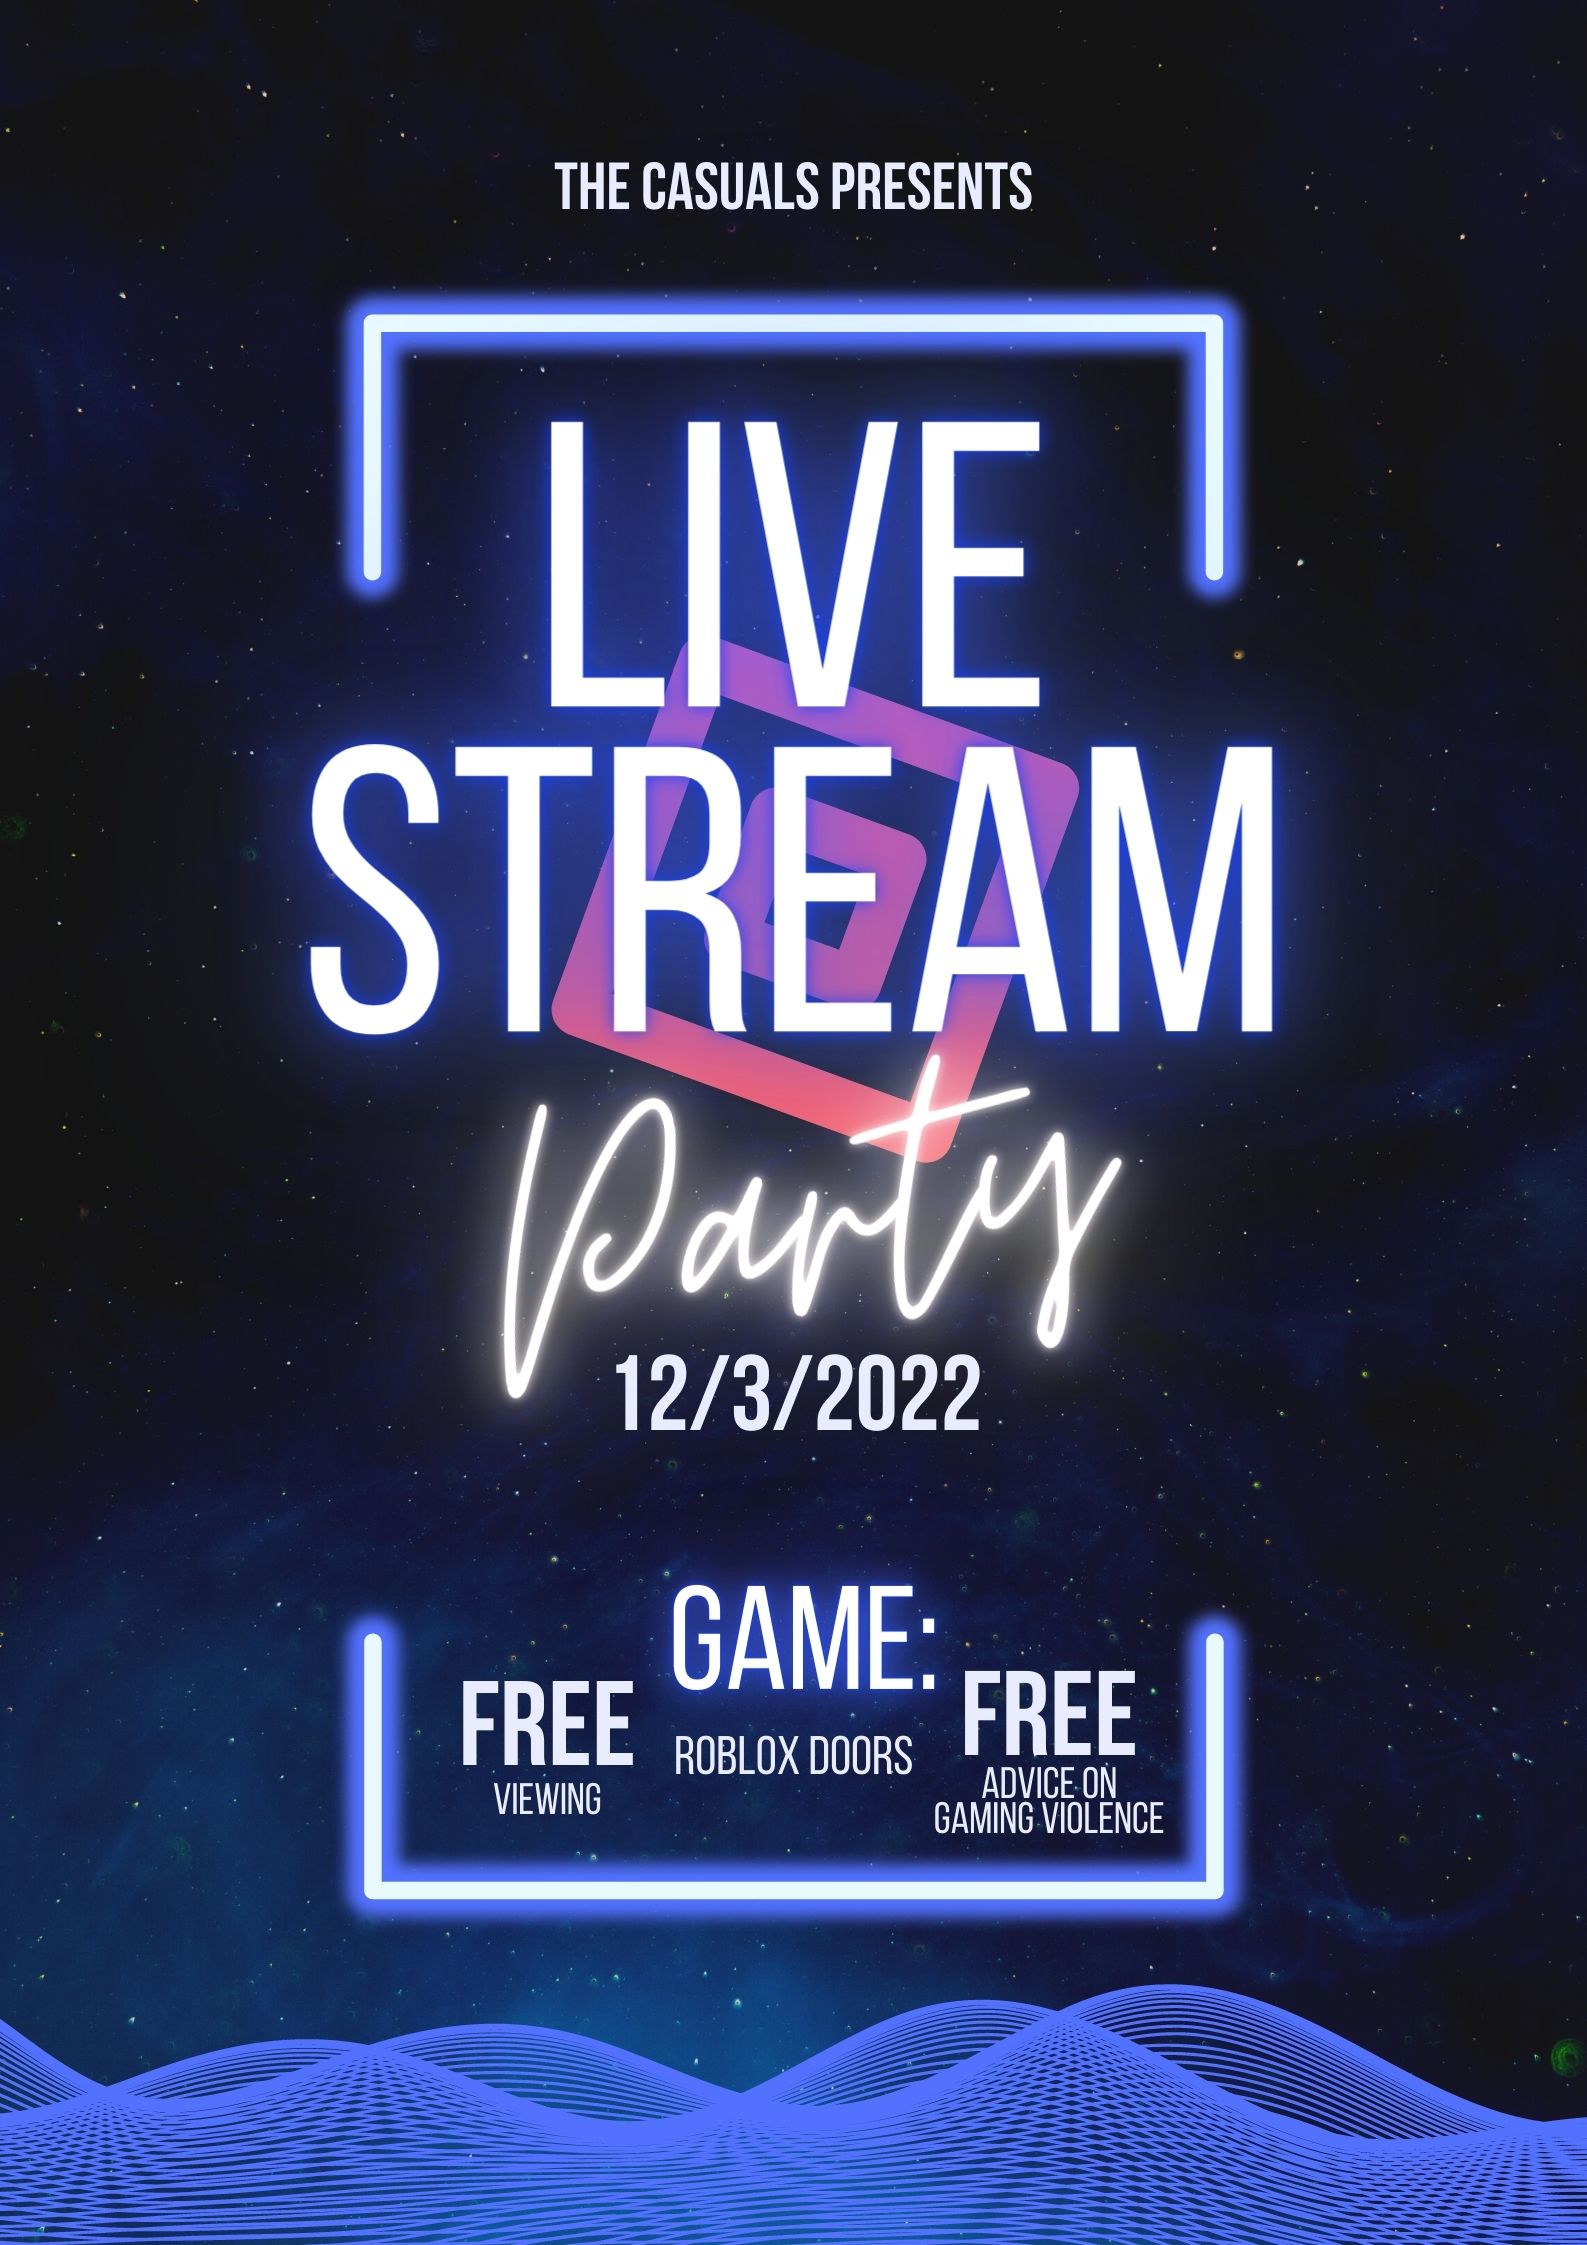 THE CASUALS PRESENTS
LIVE
STREAM
Party
12/3/2022
GAME:
FREE
VIEWING
ROBLOX DOORS
FREE
ADVICE ON
GAMING VIOLENCE